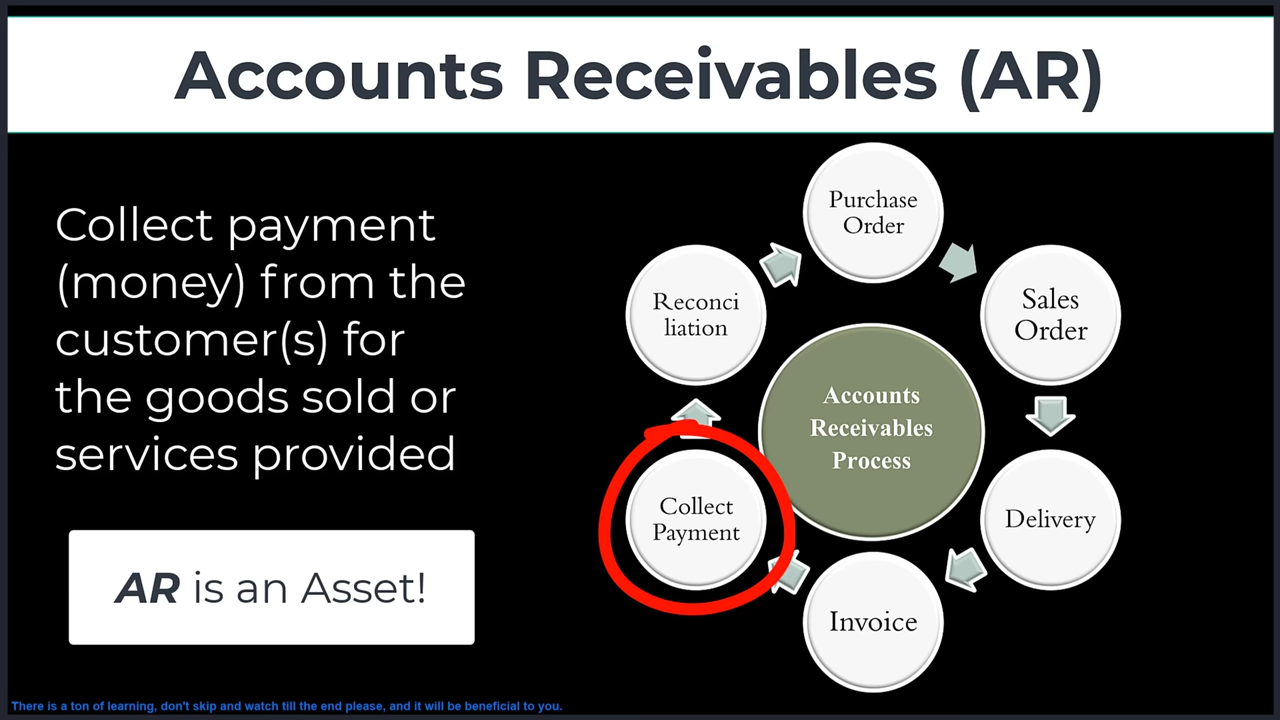 Accounts Receivables (AR)
Collect payment
(money) from the
customer(s) for
the goods sold or
services provided
AR is an Asset!
Purchase
Order
Sales
Order
Delivery
Invoice
Collect
Payment
Reconci
liation
Accounts
Receivables
Process
There is a ton of learning, don't skip and watch till the end please, and it will be beneficial to you.